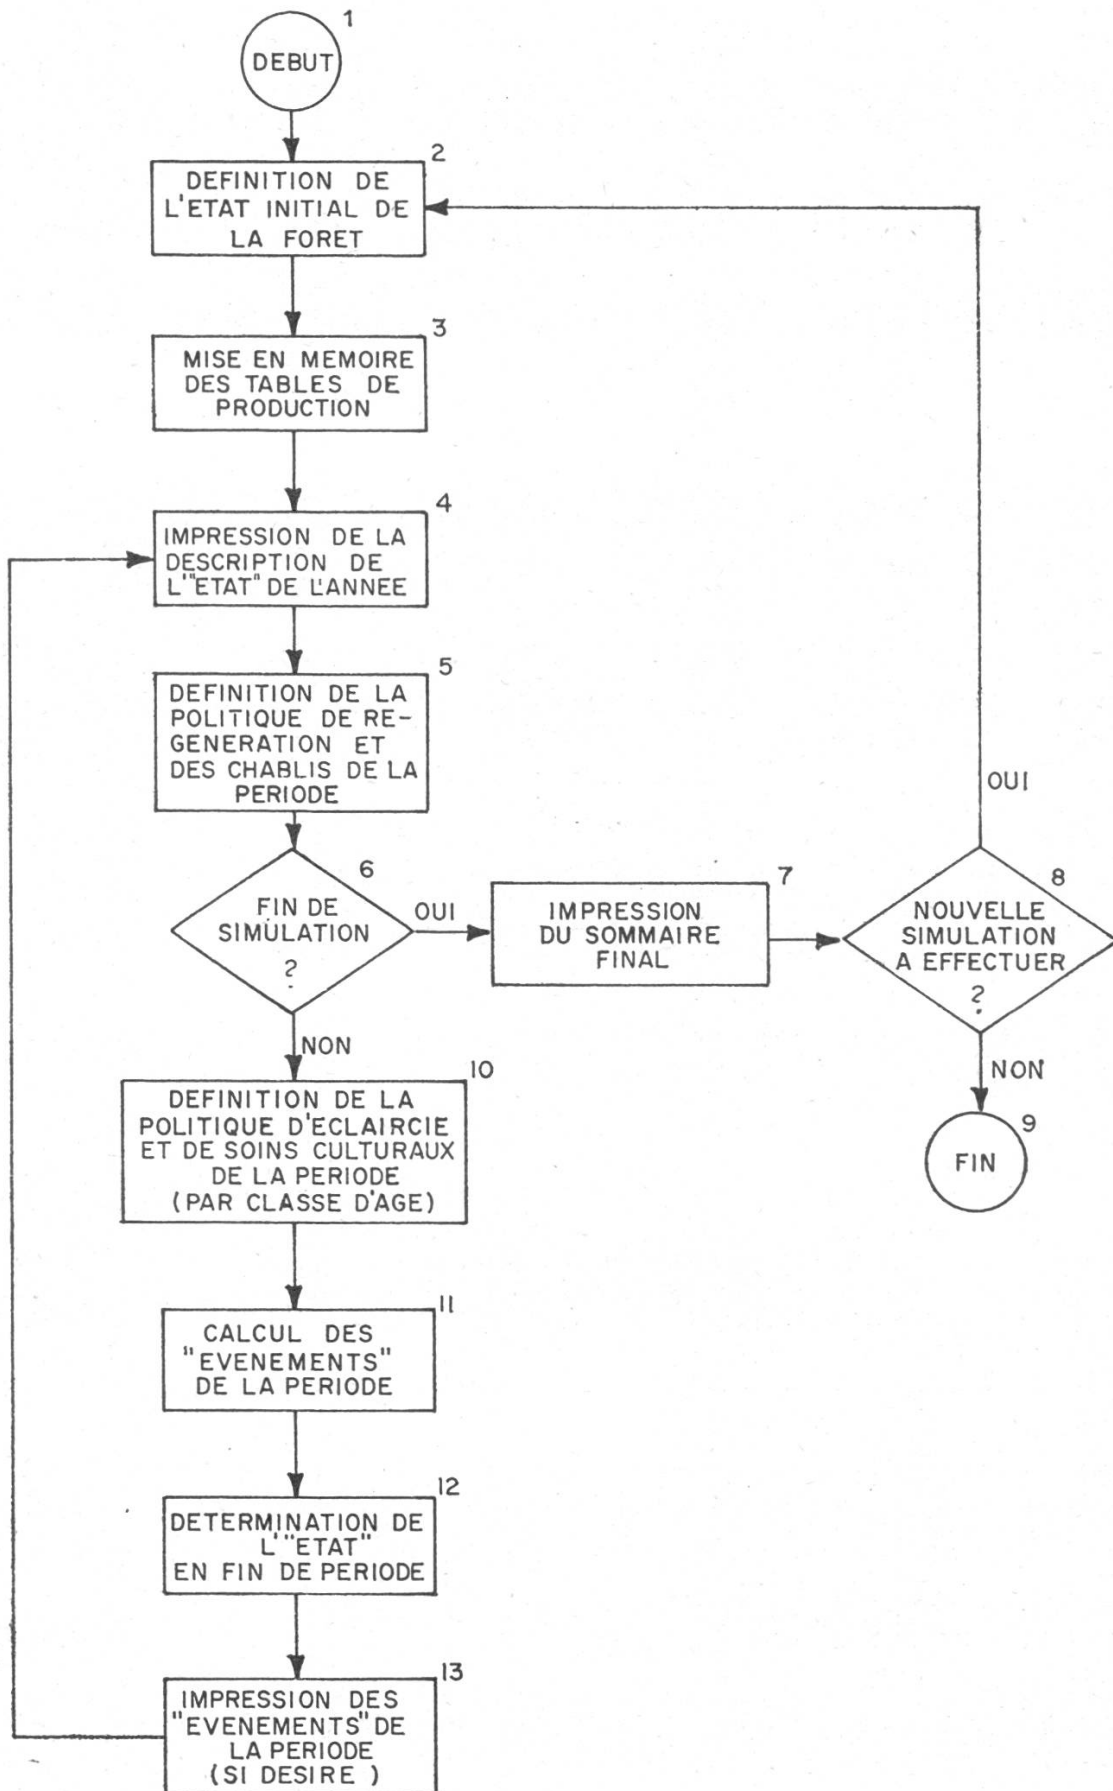 1
DEBUT
2
DEFINITION DE
L'ETAT INITIAL DE
LA FORET
3
MISE EN MEMOIRE
DES TABLES DE
PRODUCTION
4
IMPRESSION DE LA
DESCRIPTION DE
L'"ETAT" DE L'ANNEE
5
DEFINITION DE LA
POLITIQUE DE RE-
GENERATION ET
DES CHABLIS DE LA
PERIODE
6
FIN DE
SIMULATION
?
OUI
7
IMPRESSION
DU SOMMAIRE
FINAL
8
NOUVELLE
SIMULATION
A EFFECTUER
?
OUI
NON
9
FIN
NON
10
DEFINITION DE LA
POLITIQUE D'ECLAIRCIE
ET DE SOINS CULTURAUX
DE LA PERIODE
(PAR CLASSE D'AGE)
11
CALCUL DES
"EVENEMENTS"
DE LA PERIODE
12
DETERMINATION DE
L'"ETAT"
EN FIN DE PERIODE
13
IMPRESSION DES
"EVENEMENTS" DE
LA PERIODE
(SI DESIRE)